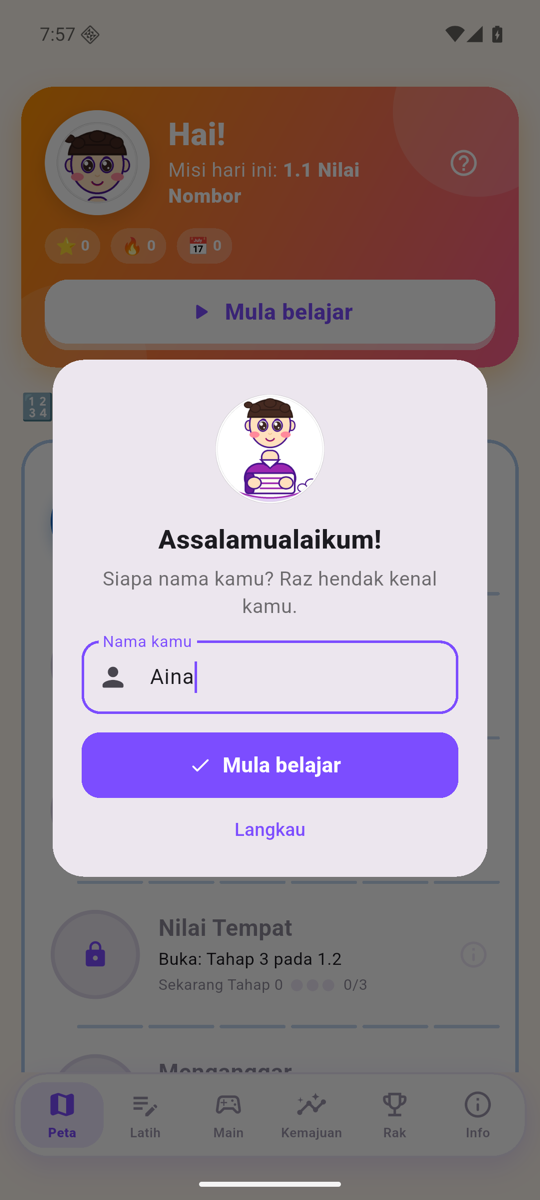 7:57
Hai!
Misi hari ini: 1.1 Nilai
Nombor
⭐ 0
🔥 0
📅 0
Mula belajar
🔢
Assalamualaikum!
Siapa nama kamu? Raz hendak kenal
kamu.
Nama kamu
Aina
Mula belajar
Langkau
Nilai Tempat
Buka: Tahap 3 pada 1.2
Sekarang Tahap 0
0/3
Menganggar
Peta
Latih
Main
Kemajuan
Rak
Info